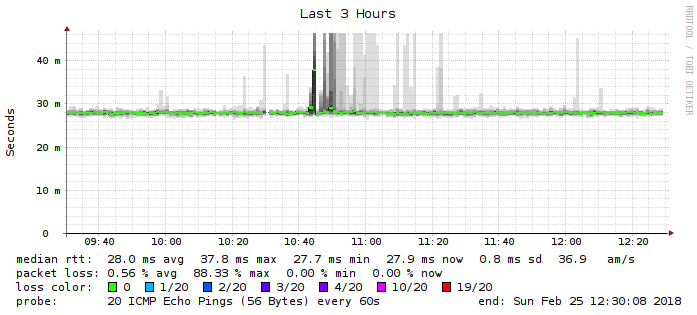 Last 3 Hours
RRDTOOL / TOBI OETIKER
Seconds
40 m
30 m
20 m
10 m
0
09:40 10:00 10:20 10:40 11:00 11:20 11:40 12:00 12:20
median rtt: 28.0 ms avg 37.8 ms max 27.7 ms min 27.9 ms now 0.8 ms sd 36.9 am/s
packet loss: 0.56 % avg 88.33 % max 0.00 % min 0.00 % now
loss color: 0 1/20 2/20 3/20 4/20 10/20 19/20
probe: 20 ICMP Echo Pings (56 Bytes) every 60s end: Sun Feb 25 12:30:08 2018